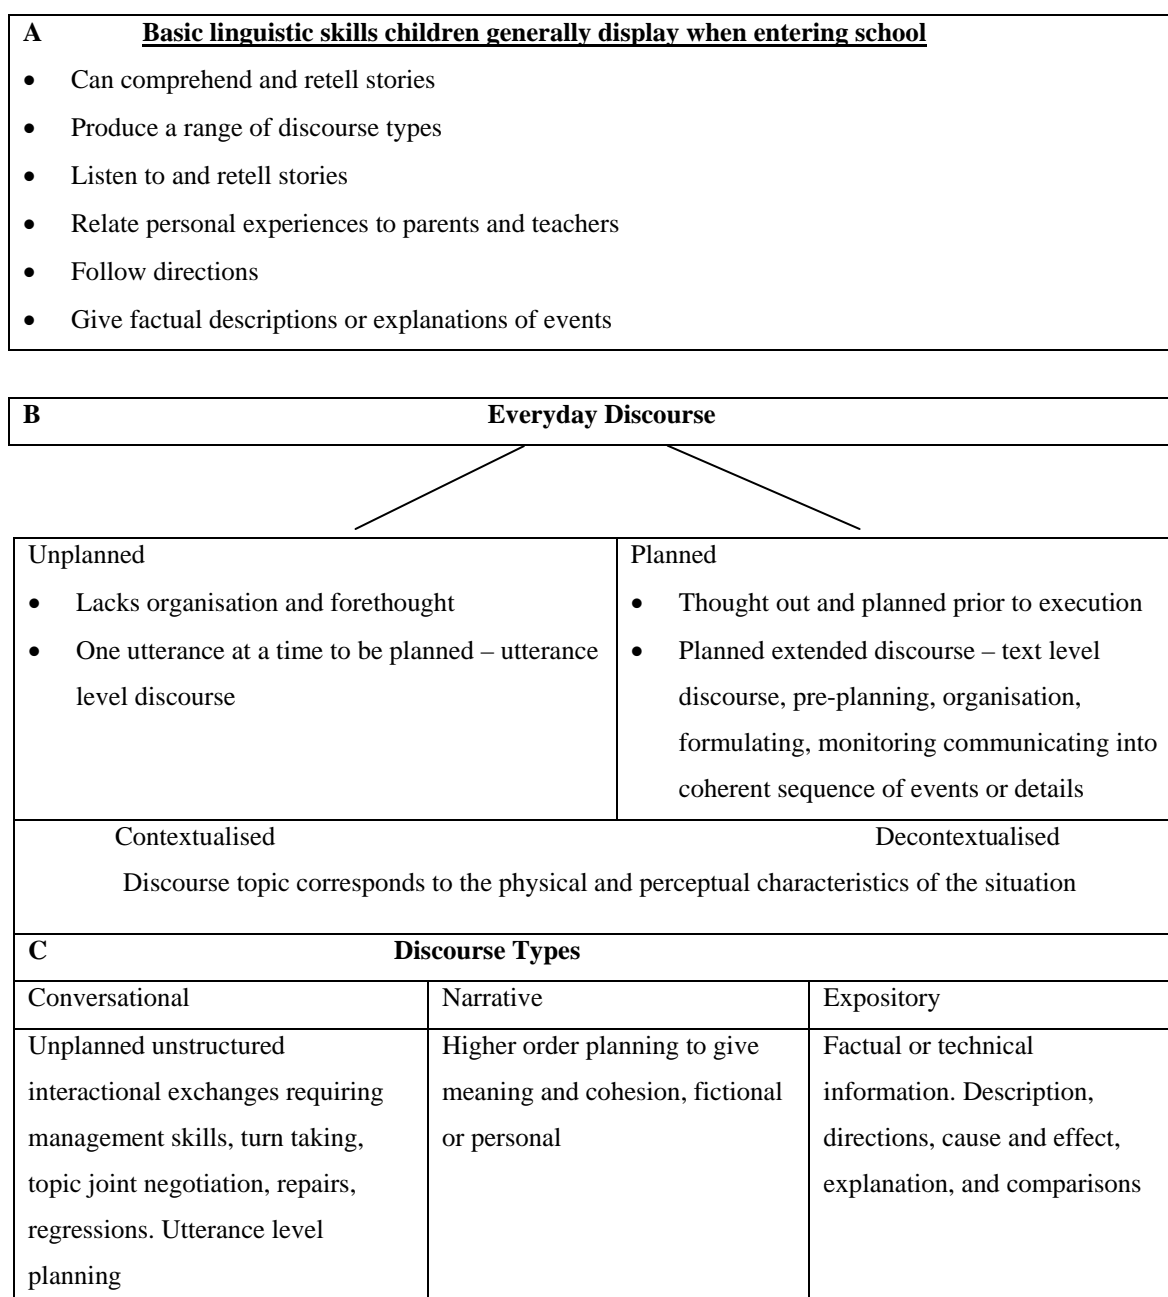 A Basic linguistic skills children generally display when entering school
• Can comprehend and retell stories
• Produce a range of discourse types
• Listen to and retell stories
• Relate personal experiences to parents and teachers
• Follow directions
• Give factual descriptions or explanations of events
B Everyday Discourse
Unplanned
• Lacks organisation and forethought
• One utterance at a time to be planned – utterance
level discourse
Planned
• Thought out and planned prior to execution
• Planned extended discourse – text level
discourse, pre-planning, organisation,
formulating, monitoring communicating into
coherent sequence of events or details
Contextualised Decontextualised
Discourse topic corresponds to the physical and perceptual characteristics of the situation
C Discourse Types
Conversational
Unplanned unstructured
interactional exchanges requiring
management skills, turn taking,
topic joint negotiation, repairs,
regressions. Utterance level
planning
Narrative
Higher order planning to give
meaning and cohesion, fictional
or personal
Expository
Factual or technical
information. Description,
directions, cause and effect,
explanation, and comparisons